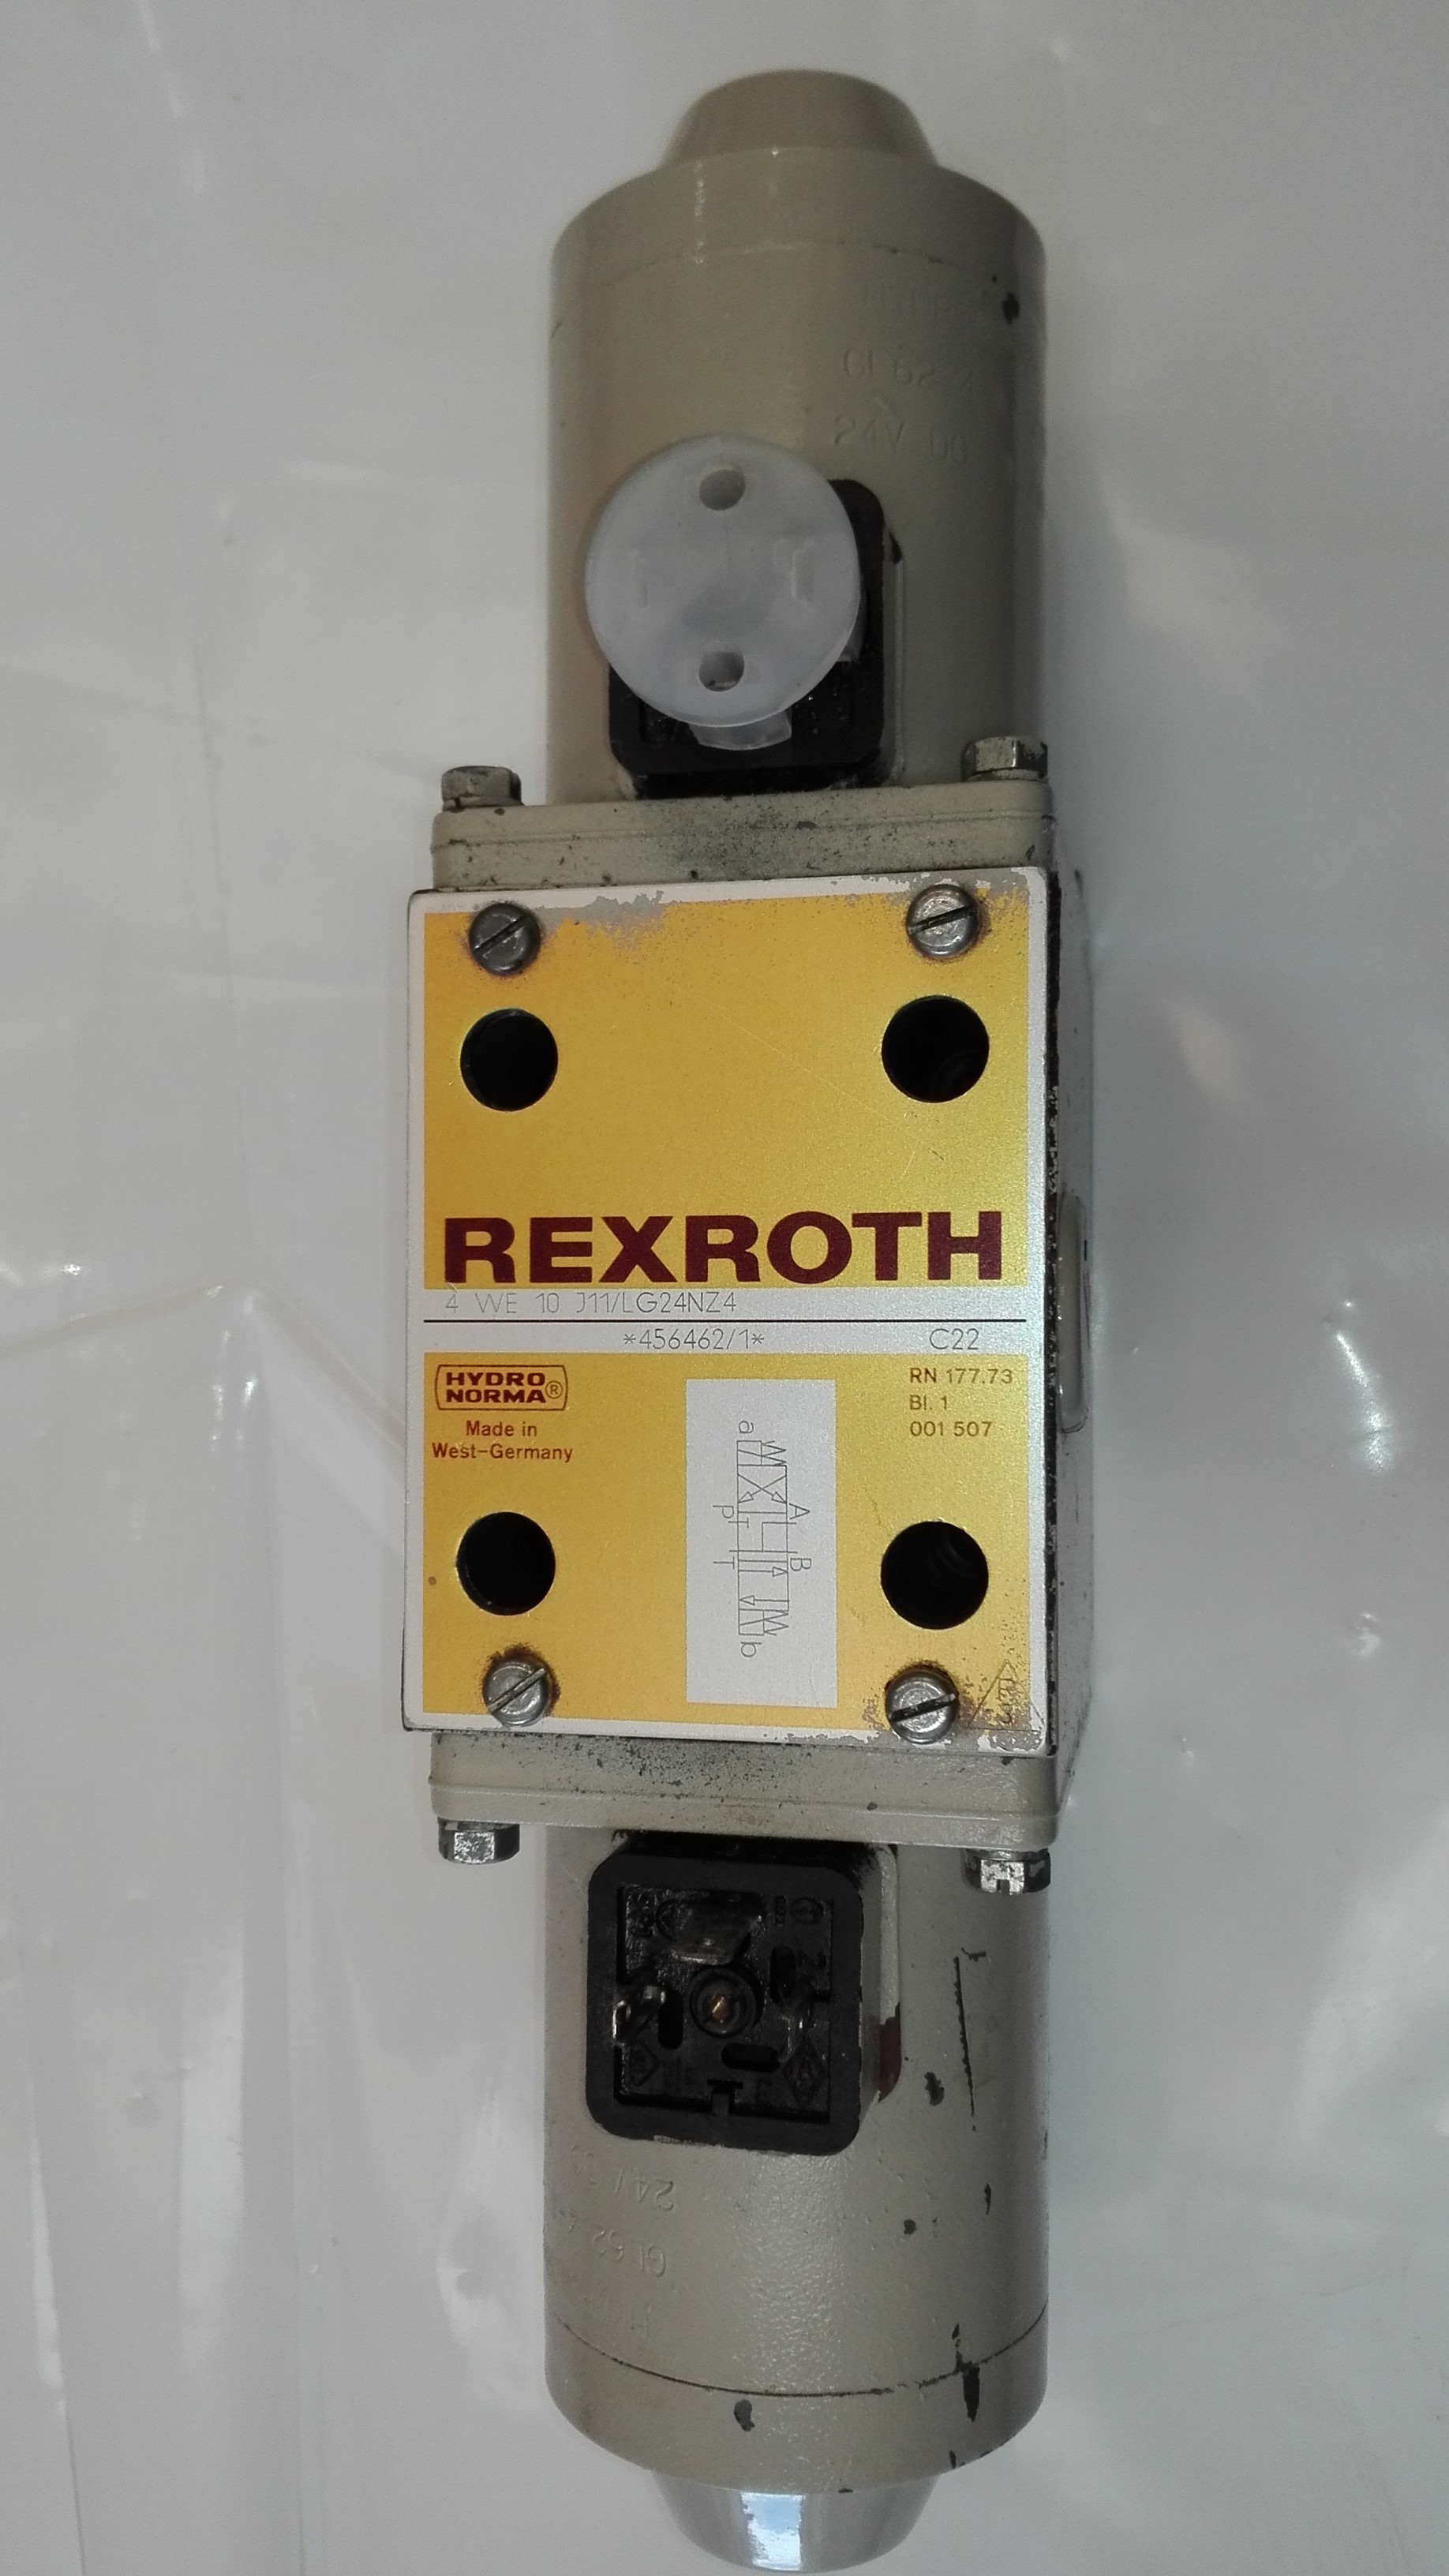 24V DC
REXROTH
4 WE 10 J11/LG24NZ4
*456462/1* C22
HYDRO
NORMA®
Made in
West-Germany
RN 177.73
Bl. 1
001 507
a
A
P
B
T
b